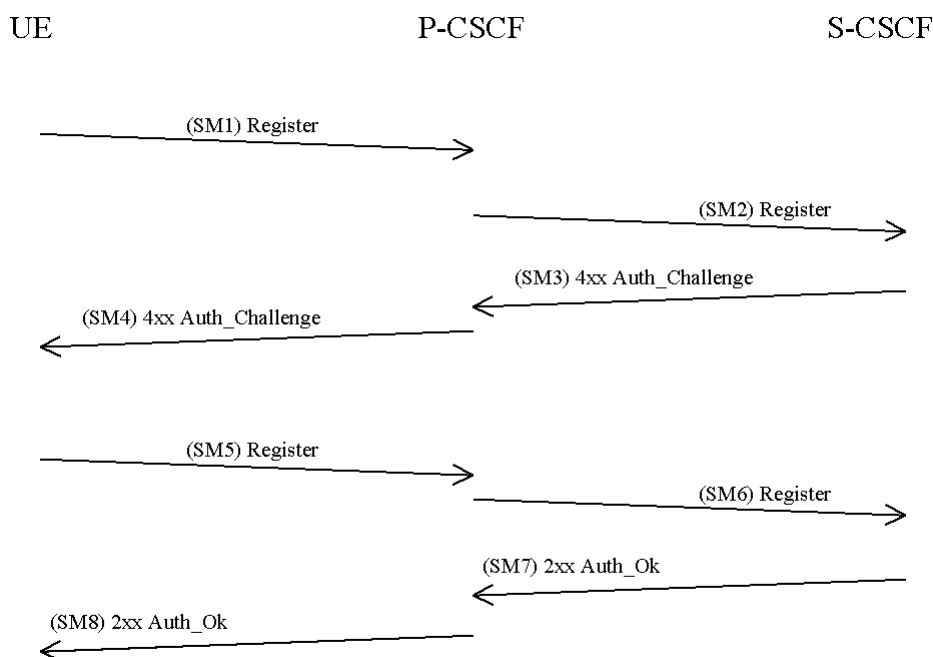 UE
P-CSCF
S-CSCF
(SM1) Register
(SM2) Register
(SM3) 4xx Auth_Challenge
(SM4) 4xx Auth_Challenge
(SM5) Register
(SM6) Register
(SM7) 2xx Auth_Ok
(SM8) 2xx Auth_Ok